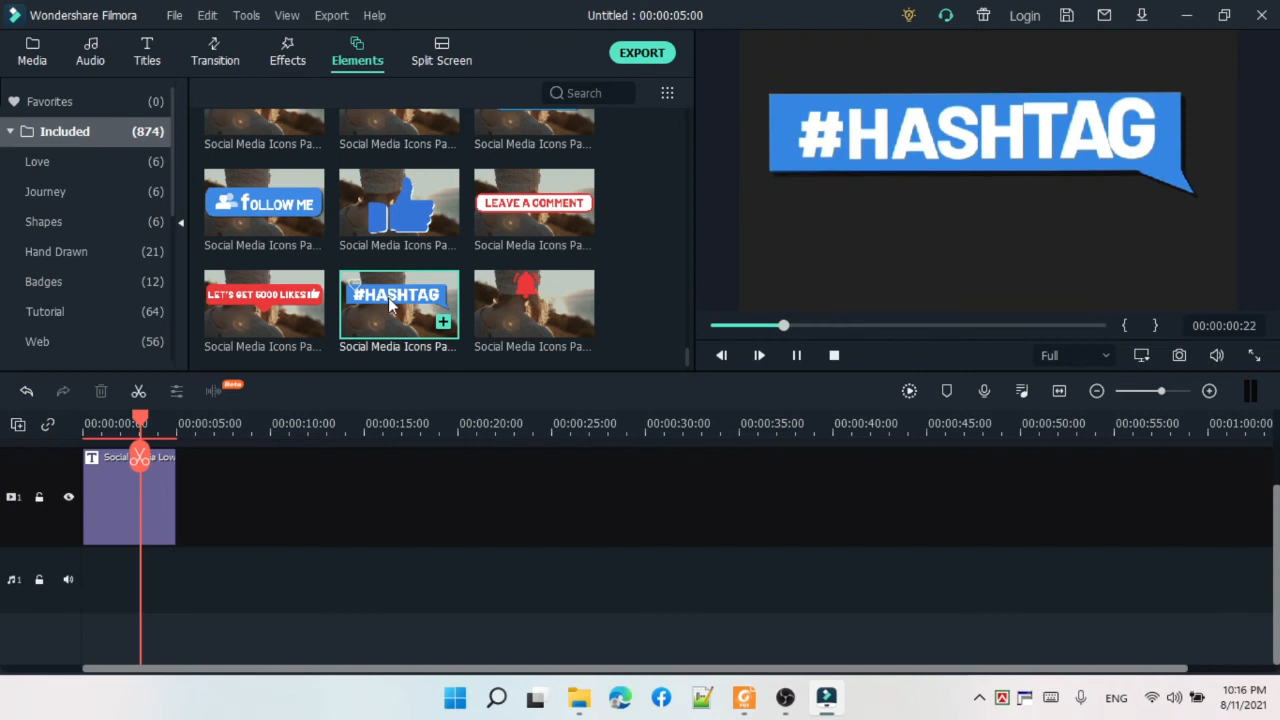 Wondershare Filmora
File Edit Tools View Export Help
Untitled : 00:00:05:00
Login
Media Audio Titles Transition Effects Elements Split Screen
EXPORT
Favorites (0)
Included (874)
Love (6)
Journey (6)
Shapes (6)
Hand Drawn (21)
Badges (12)
Tutorial (64)
Web (56)
Search
Social Media Icons Pa... Social Media Icons Pa... Social Media Icons Pa...
FOLLOW ME
LEAVE A COMMENT
Social Media Icons Pa... Social Media Icons Pa... Social Media Icons Pa...
LET'S GET 5000 LIKES!
#HASHTAG
Social Media Icons Pa... Social Media Icons Pa... Social Media Icons Pa...
#HASHTAG
{ } 00:00:00:22
Full
Beta
00:00:00:00 00:00:05:00 00:00:10:00 00:00:15:00 00:00:20:00 00:00:25:00 00:00:30:00 00:00:35:00 00:00:40:00 00:00:45:00 00:00:50:00 00:00:55:00 00:01:00:00
T Social
a Low
1
1
ENG
10:16 PM
8/11/2021